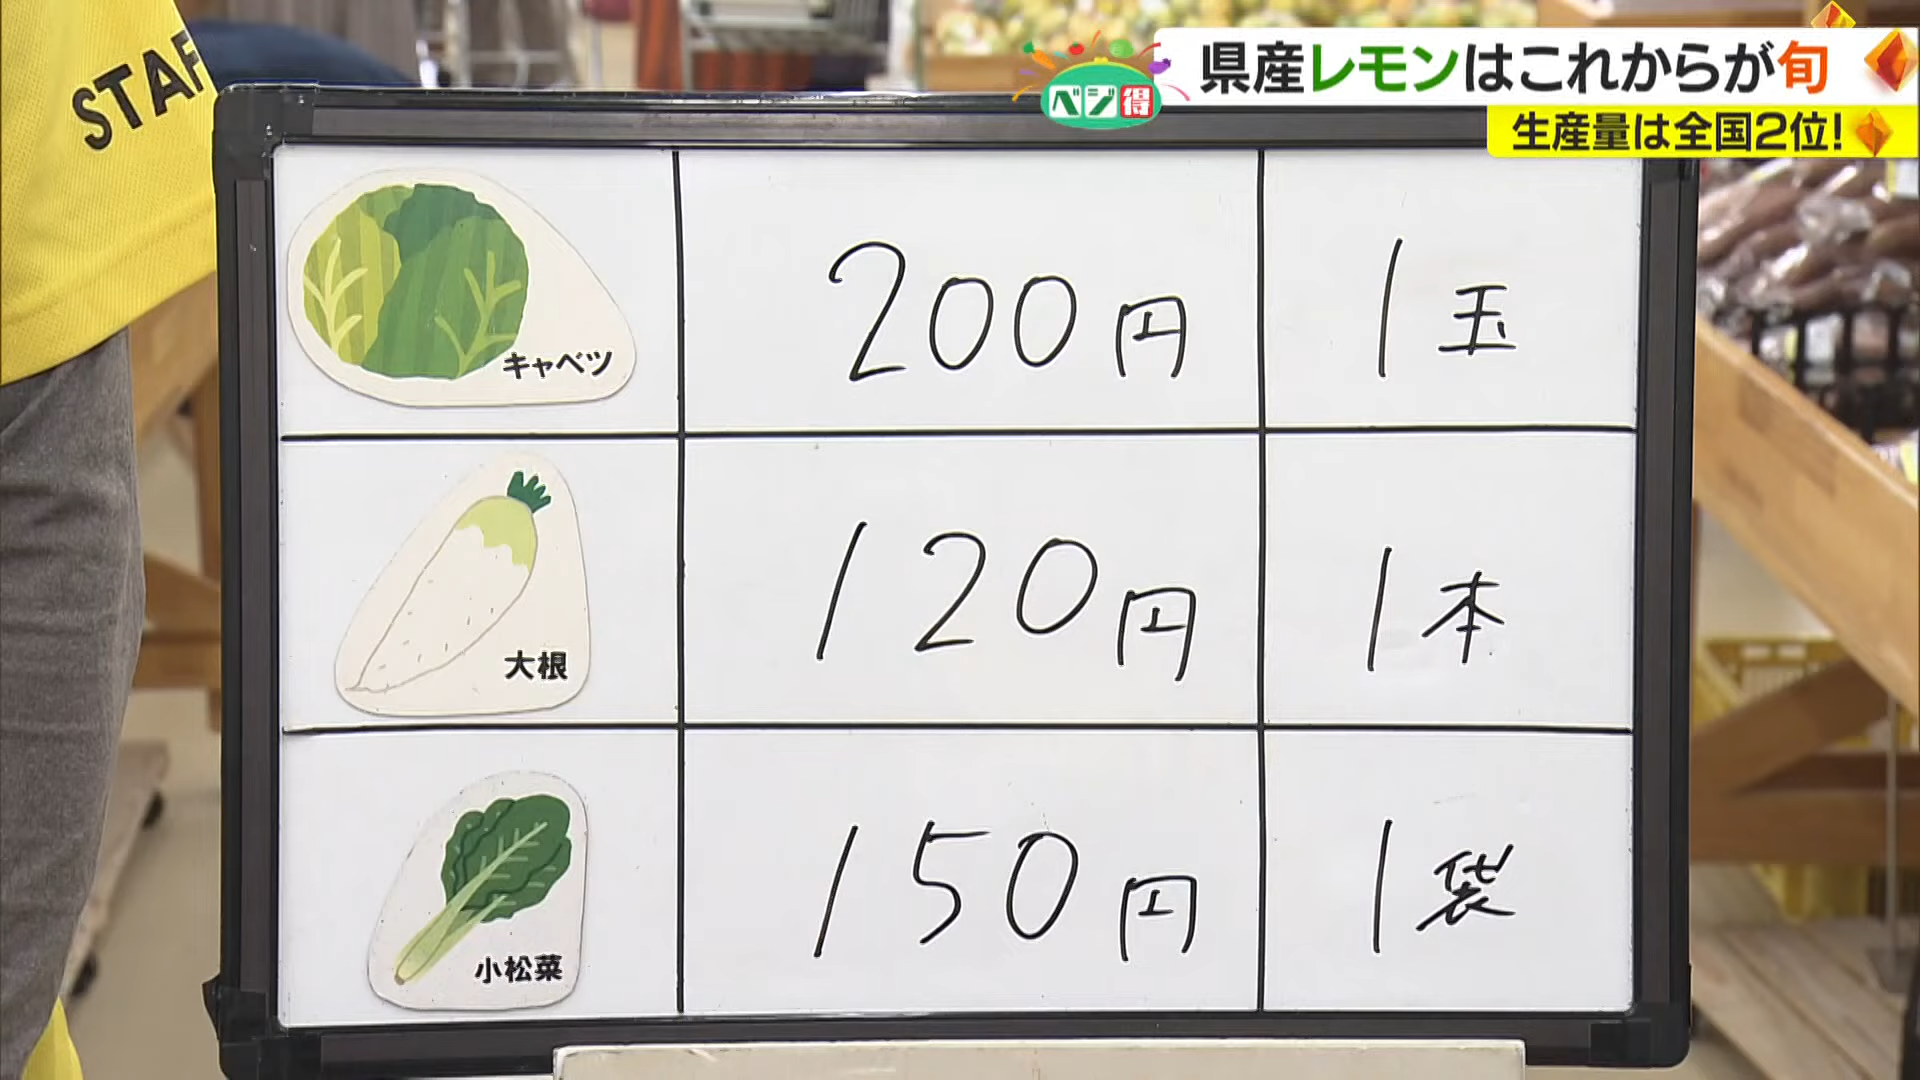 ベジ得
県産レモンはこれからが旬
生産量は全国2位!
STAF
キャベツ 200円 1玉
大根 120円 1本
小松菜 150円 1袋